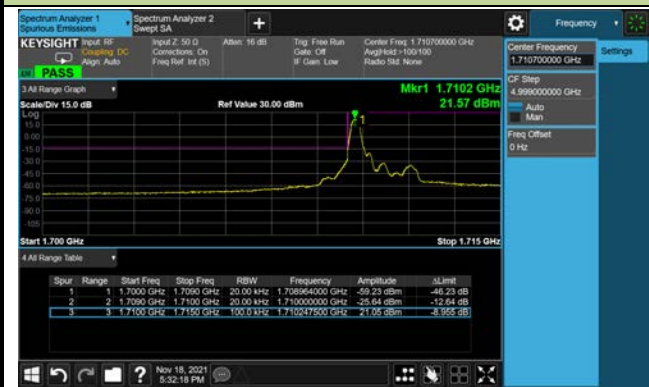 Spectrum Analyzer 1
Spurious Emissions
Spectrum Analyzer 2
Swept SA
+
Frequency
KEYSIGHT
Input: RF
Coupling: DC
Align: Auto
Input Z: 50 Ω
Corrections: On
Freq Ref: Int (S)
Atten: 16 dB
Trig: Free Run
Gate: Off
IF Gain: Low
Center Freq: 1.710700000 GHz
Avg|Hold:>100/100
Radio Std: None
PASS
Center Frequency
1.710700000 GHz
Settings
CF Step
4.999000000 GHz
Auto
Man
Freq Offset
0 Hz
3 All Range Graph
Mkr1 1.7102 GHz
Scale/Div 15.0 dB
Ref Value 30.00 dBm
21.57 dBm
Log
15.0
0.00
-15.0
-30.0
-45.0
-60.0
-75.0
-90.0
-105
1
Start 1.700 GHz
Stop 1.715 GHz
4 All Range Table
Spur Range Start Freq Stop Freq RBW Frequency Amplitude ΔLimit
1 1 1.7000 GHz 1.7090 GHz 20.00 kHz 1.708964000 GHz -59.23 dBm -46.23 dB
2 2 1.7090 GHz 1.7100 GHz 20.00 kHz 1.710000000 GHz -25.64 dBm -12.64 dB
3 3 1.7100 GHz 1.7150 GHz 100.0 kHz 1.710247500 GHz 21.05 dBm -8.955 dB
?
Nov 18, 2021
5:32:18 PM